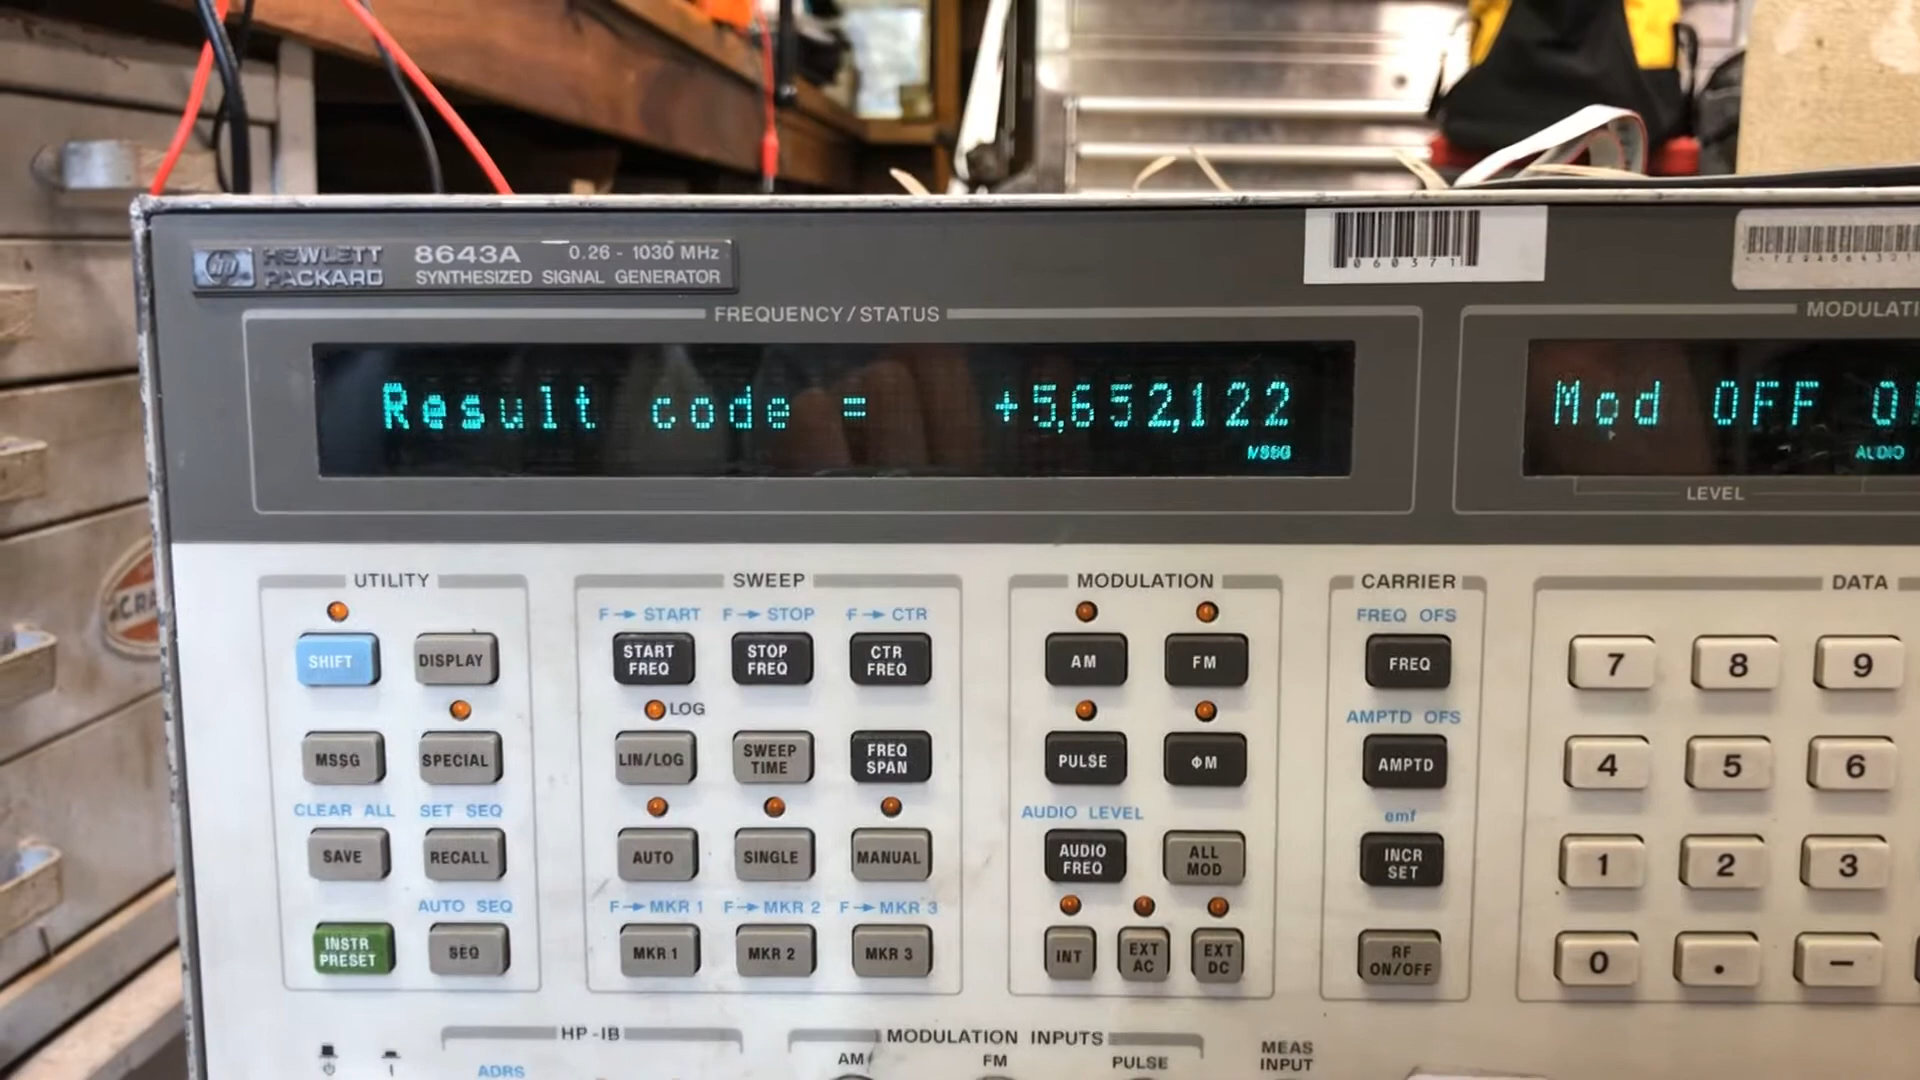 HEWLETT PACKARD
8643A 0.26 - 1030 MHz
SYNTHESIZED SIGNAL GENERATOR
060371
FREQUENCY/STATUS
Result code = +5,652,122
MSSG
Mod OFF
AUDIO
LEVEL
UTILITY
SHIFT
DISPLAY
MSSG
SPECIAL
CLEAR ALL
SET SEQ
SAVE
RECALL
AUTO SEQ
INSTR PRESET
SEQ
SWEEP
F→START F→STOP F→CTR
START FREQ
STOP FREQ
CTR FREQ
LOG
LIN/LOG
SWEEP TIME
FREQ SPAN
AUTO
SINGLE
MANUAL
F→MKR 1 F→MKR 2 F→MKR 3
MKR 1
MKR 2
MKR 3
MODULATION
AM
FM
PULSE
ΦM
AUDIO LEVEL
AUDIO FREQ
ALL MOD
INT
EXT AC
EXT DC
CARRIER
FREQ OFS
FREQ
AMPTD OFS
AMPTD
emf
INCR SET
RF ON/OFF
DATA
7 8 9
4 5 6
1 2 3
0 . −
HP-IB
ADRS
MODULATION INPUTS
AM
FM
PULSE
MEAS INPUT